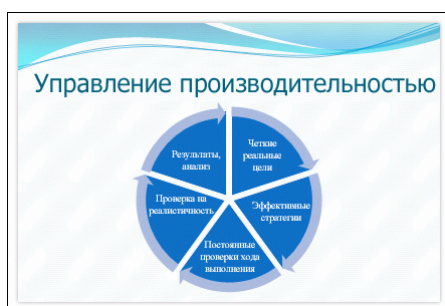 Управление производительностью
Четкие
реальные
цели
Эффективные
стратегии
Постоянные
проверки хода
выполнения
Проверка на
реалистичность
Результаты,
анализ